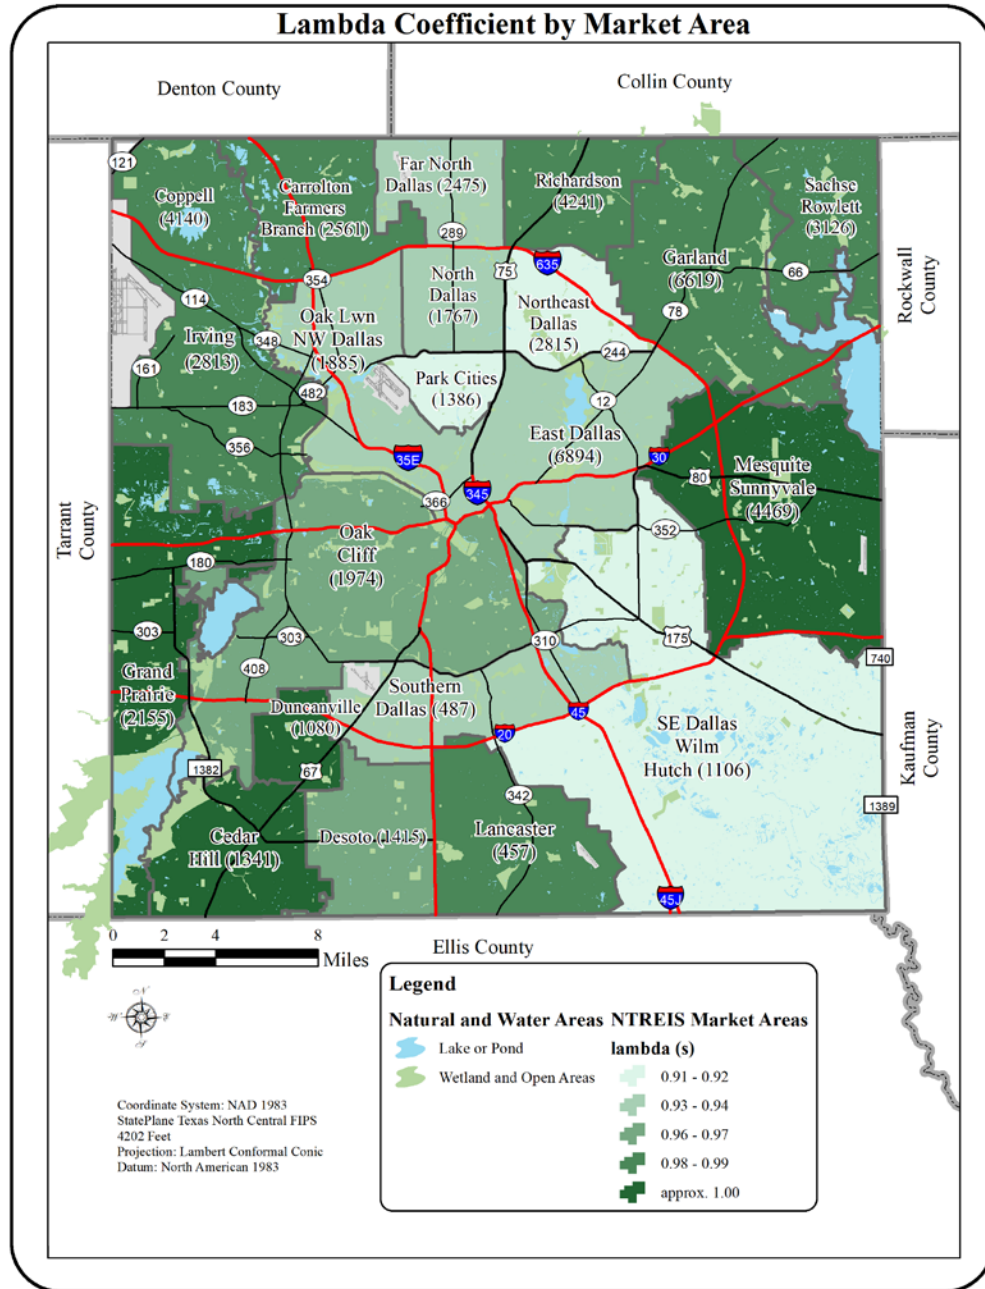 Lambda Coefficient by Market Area
Denton County
Collin County
121
Coppell
(4140)
Carrolton
Farmers
Branch (2561)
Far North
Dallas (2475)
Richardson
(4241)
Sachse
Rowlett
(3126)
289
75
635
Garland
(6619)
66
Rockwall
County
354
114
North
Dallas
(1767)
Northeast
Dallas
(2815)
78
Oak Lwn
NW Dallas
(1885)
348
Irving
(2813)
161
244
482
Park Cities
(1386)
12
183
356
35E
East Dallas
(6894)
30
80
Mesquite
Sunnyvale
(4469)
345
366
352
Tarrant
County
Oak
Cliff
(1974)
180
303
303
310
175
740
408
Grand
Prairie
(2155)
Duncanville
(1080)
Southern
Dallas (487)
45
20
SE Dallas
Wilm
Hutch (1106)
Kaufman
County
1382
67
342
1389
Cedar
Hill (1341)
Desoto (1415)
Lancaster
(457)
45J
0 2 4 8
Miles
Ellis County
N
W E
S
Legend
Natural and Water Areas
Lake or Pond
Wetland and Open Areas
NTREIS Market Areas
lambda (s)
0.91 - 0.92
0.93 - 0.94
0.96 - 0.97
0.98 - 0.99
approx. 1.00
Coordinate System: NAD 1983
StatePlane Texas North Central FIPS
4202 Feet
Projection: Lambert Conformal Conic
Datum: North American 1983